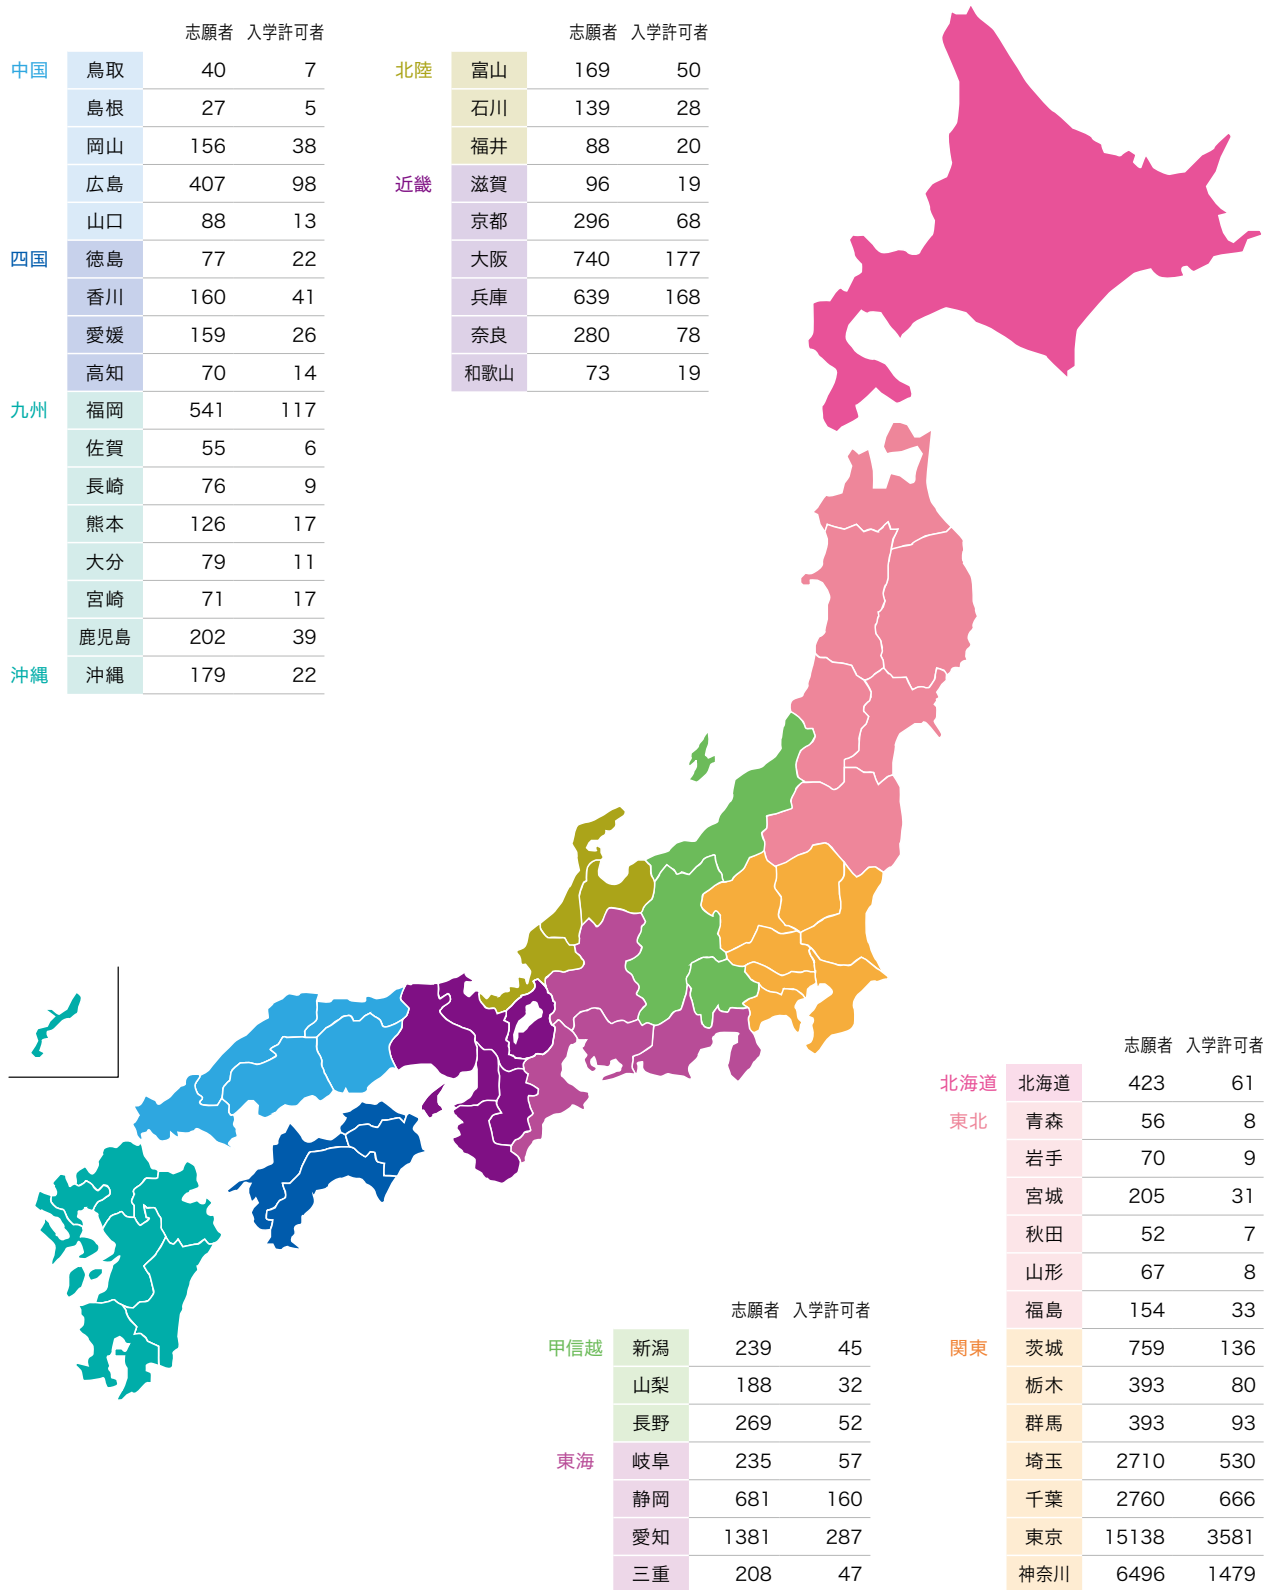 志願者 入学許可者
中国 鳥取 40 7
島根 27 5
岡山 156 38
広島 407 98
山口 88 13
四国 徳島 77 22
香川 160 41
愛媛 159 26
高知 70 14
九州 福岡 541 117
佐賀 55 6
長崎 76 9
熊本 126 17
大分 79 11
宮崎 71 17
鹿児島 202 39
沖縄 沖縄 179 22
志願者 入学許可者
北陸 富山 169 50
石川 139 28
福井 88 20
近畿 滋賀 96 19
京都 296 68
大阪 740 177
兵庫 639 168
奈良 280 78
和歌山 73 19
志願者 入学許可者
甲信越 新潟 239 45
山梨 188 32
長野 269 52
東海 岐阜 235 57
静岡 681 160
愛知 1381 287
三重 208 47
志願者 入学許可者
北海道 北海道 423 61
東北 青森 56 8
岩手 70 9
宮城 205 31
秋田 52 7
山形 67 8
福島 154 33
関東 茨城 759 136
栃木 393 80
群馬 393 93
埼玉 2710 530
千葉 2760 666
東京 15138 3581
神奈川 6496 1479